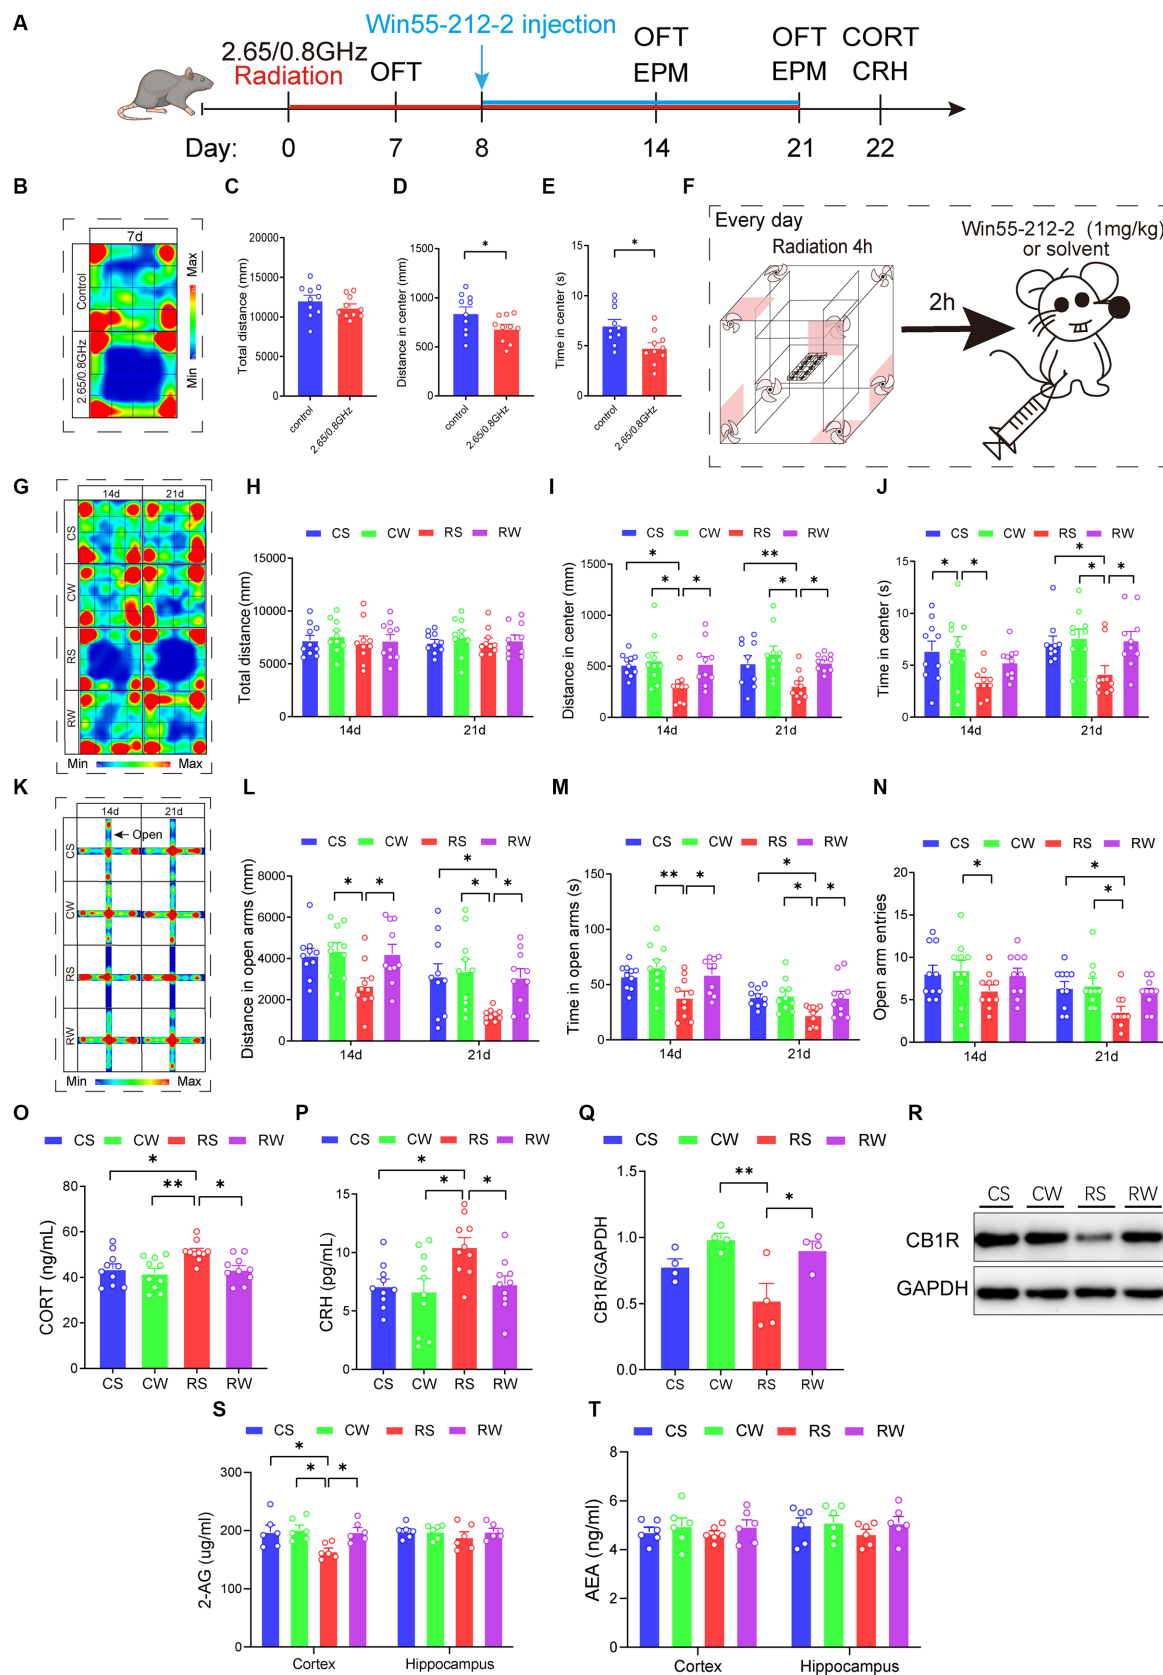 A
Win55-212-2 injection
2.65/0.8GHz
Radiation
OFT
OFT
EPM
OFT
EPM
CORT
CRH
Day: 0 7 8 14 21 22
B
7d
Control
2.65/0.8GHz
Max
Min
C
Total distance (mm)
20000
15000
10000
5000
0
control
2.65/0.8GHz
D
Distance in center (mm)
1500
1000
500
0
*
control
2.65/0.8GHz
E
Time in center (s)
15
10
5
0
*
control
2.65/0.8GHz
F
Every day
Radiation 4h
2h
Win55-212-2 (1mg/kg)
or solvent
G
14d 21d
CS
CW
RS
RW
Min Max
H
CS CW RS RW
Total distance (mm)
15000
10000
5000
0
14d 21d
I
CS CW RS RW
Distance in center (mm)
1500
1000
500
0
* * * ** * *
14d 21d
J
CS CW RS RW
Time in center (s)
15
10
5
0
* * * * *
14d 21d
K
14d 21d
Open
CS
CW
RS
RW
Min Max
L
CS CW RS RW
Distance in open arms (mm)
8000
6000
4000
2000
0
* * * * *
14d 21d
M
CS CW RS RW
Time in open arms (s)
150
100
50
0
** * * * *
14d 21d
N
CS CW RS RW
Open arm entries
20
15
10
5
0
* * *
14d 21d
O
CS CW RS RW
CORT (ng/mL)
80
60
40
20
0
* ** *
CS CW RS RW
P
CS CW RS RW
CRH (pg/mL)
15
10
5
0
* * *
CS CW RS RW
Q
CS CW RS RW
CB1R/GAPDH
1.5
1.0
0.5
0.0
** *
CS CW RS RW
R
CS CW RS RW
CB1R
GAPDH
S
CS CW RS RW
2-AG (ug/ml)
300
200
100
0
* * *
Cortex Hippocampus
T
CS CW RS RW
AEA (ng/ml)
8
6
4
2
0
Cortex Hippocampus